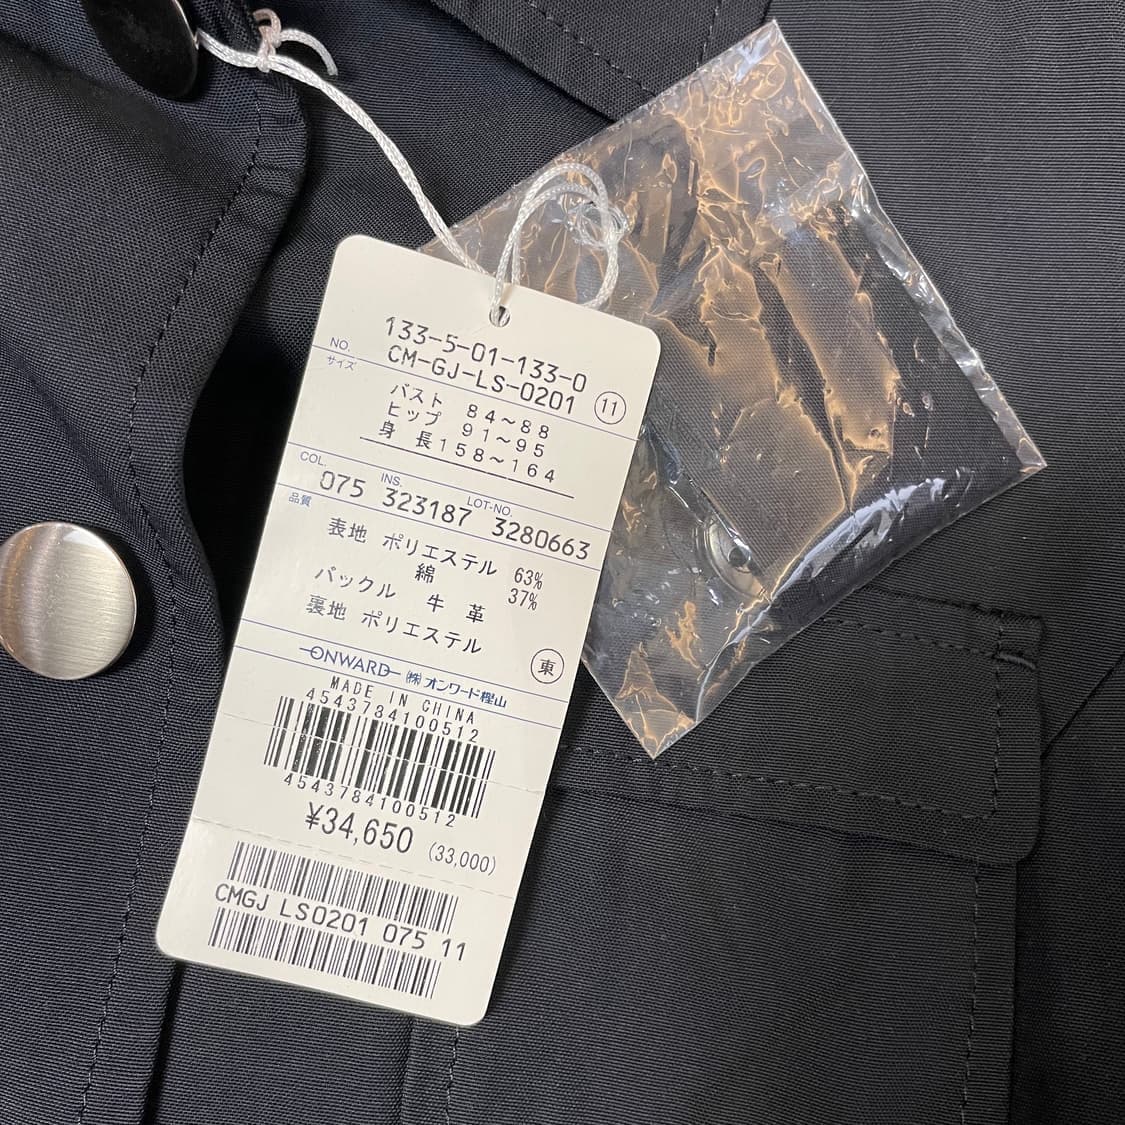 NO. 133-5-01-133-0
サイズ CM-GJ-LS-0201 11
バスト 84~88
ヒップ 91~95
身長158~164
COL. 075 INS. 323187 LOT-NO. 3280663
品質 表地 ポリエステル 63%
綿 37%
バックル 牛革
裏地 ポリエステル
東
ONWARD ㈱オンワード樫山
MADE IN CHINA
4543784100512
4543784100512
¥34,650 (33,000)
CMGJ LS0201 075 11